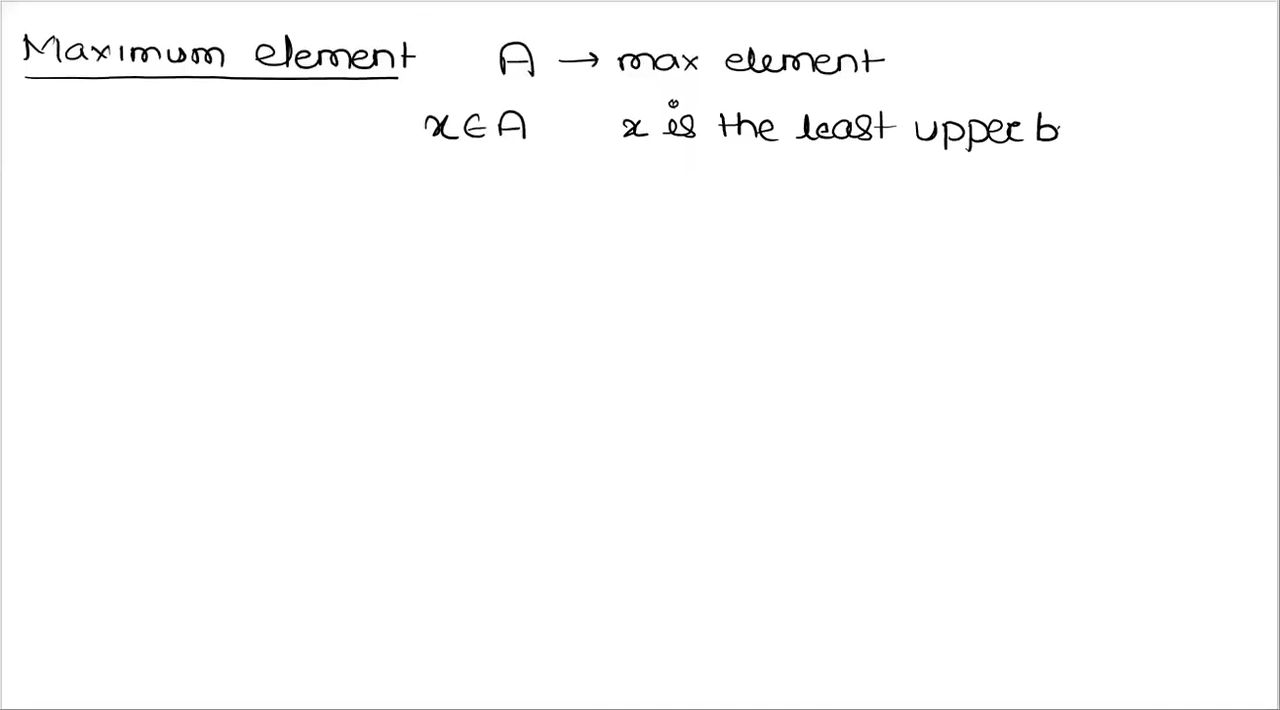 Maximum element A → max element
x ∈ A x is the least upper b